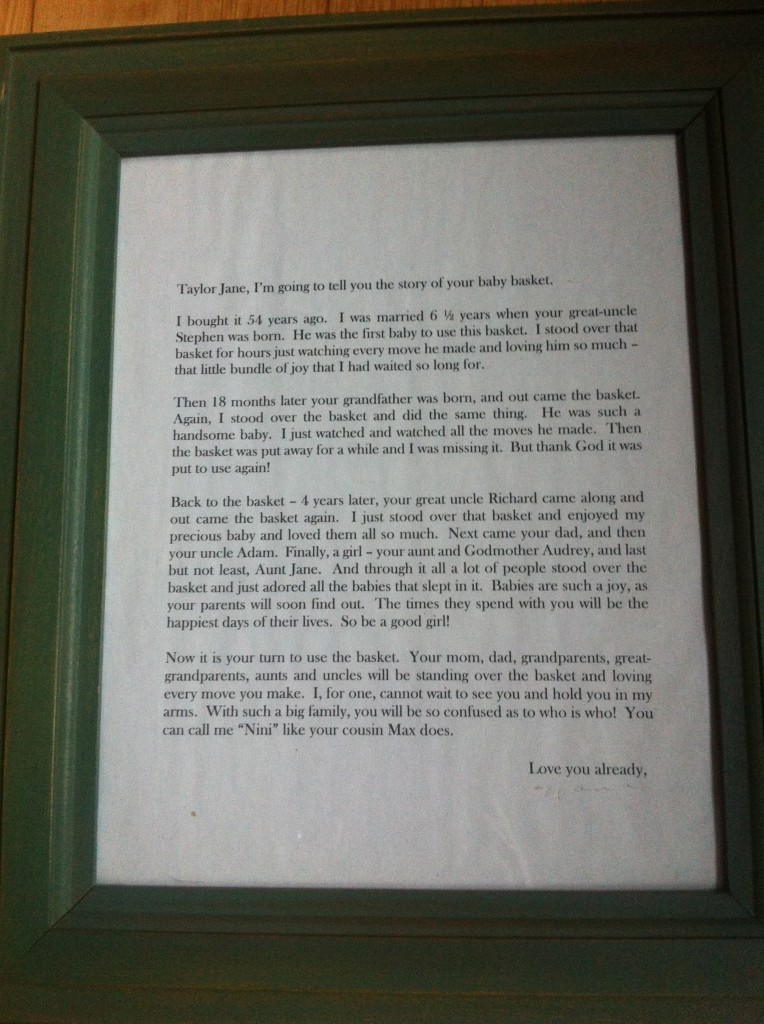 Taylor Jane, I'm going to tell you the story of your baby basket.
I bought it 54 years ago. I was married 6 ½ years when your great-uncle
Stephen was born. He was the first baby to use this basket. I stood over that
basket for hours just watching every move he made and loving him so much –
that little bundle of joy that I had waited so long for.
Then 18 months later your grandfather was born, and out came the basket.
Again, I stood over the basket and did the same thing. He was such a
handsome baby. I just watched and watched all the moves he made. Then
the basket was put away for a while and I was missing it. But thank God it was
put to use again!
Back to the basket – 4 years later, your great uncle Richard came along and
out came the basket again. I just stood over that basket and enjoyed my
precious baby and loved them all so much. Next came your dad, and then
your uncle Adam. Finally, a girl – your aunt and Godmother Audrey, and last
but not least, Aunt Jane. And through it all a lot of people stood over the
basket and just adored all the babies that slept in it. Babies are such a joy, as
your parents will soon find out. The times they spend with you will be the
happiest days of their lives. So be a good girl!
Now it is your turn to use the basket. Your mom, dad, grandparents, great-
grandparents, aunts and uncles will be standing over the basket and loving
every move you make. I, for one, cannot wait to see you and hold you in my
arms. With such a big family, you will be so confused as to who is who! You
can call me "Nini" like your cousin Max does.
Love you already,